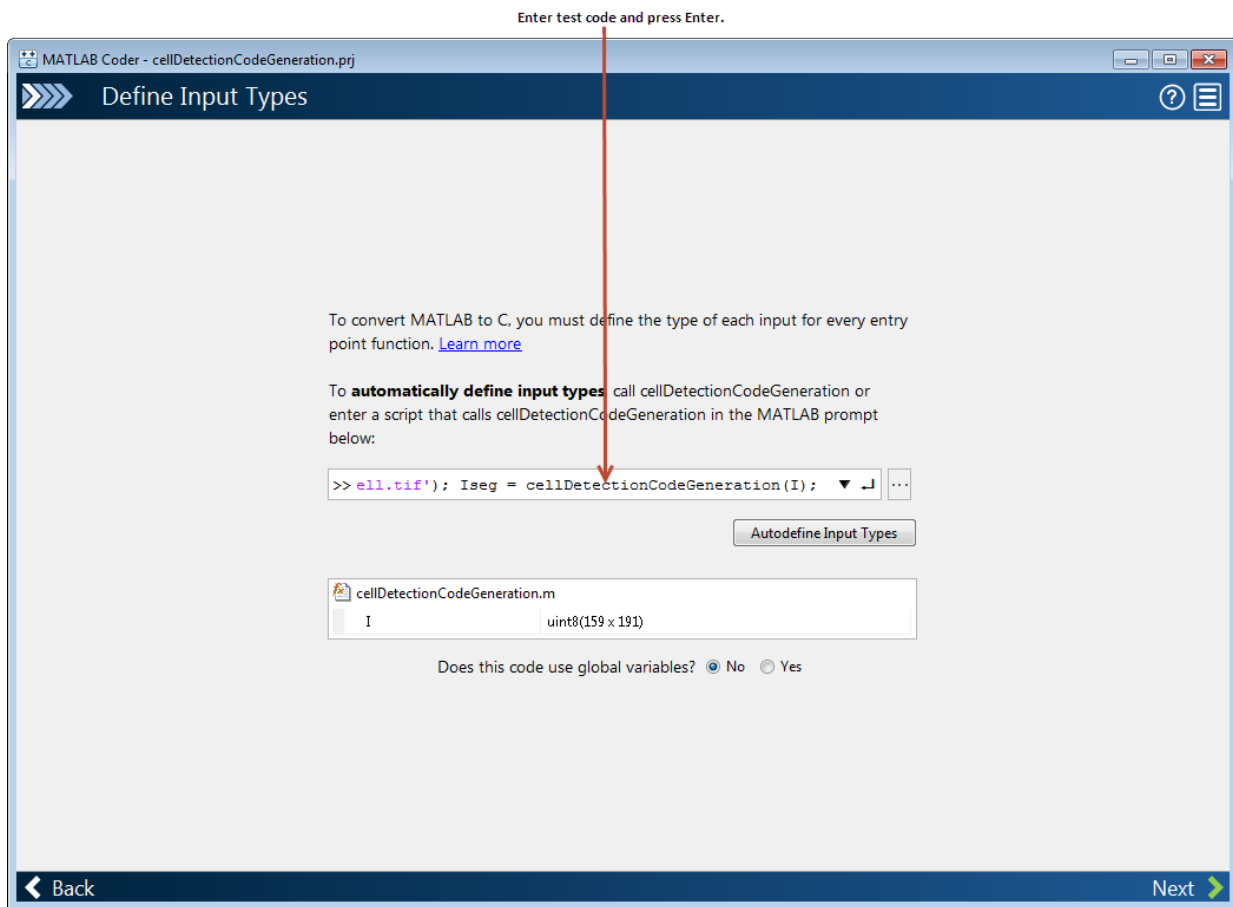 Enter test code and press Enter.
MATLAB Coder - cellDetectionCodeGeneration.prj
Define Input Types
To convert MATLAB to C, you must define the type of each input for every entry
point function. Learn more
To automatically define input types, call cellDetectionCodeGeneration or
enter a script that calls cellDetectionCodeGeneration in the MATLAB prompt
below:
>> ell.tif'); Iseg = cellDetectionCodeGeneration(I);
Autodefine Input Types
cellDetectionCodeGeneration.m
I uint8(159 x 191)
Does this code use global variables? No Yes
Back Next